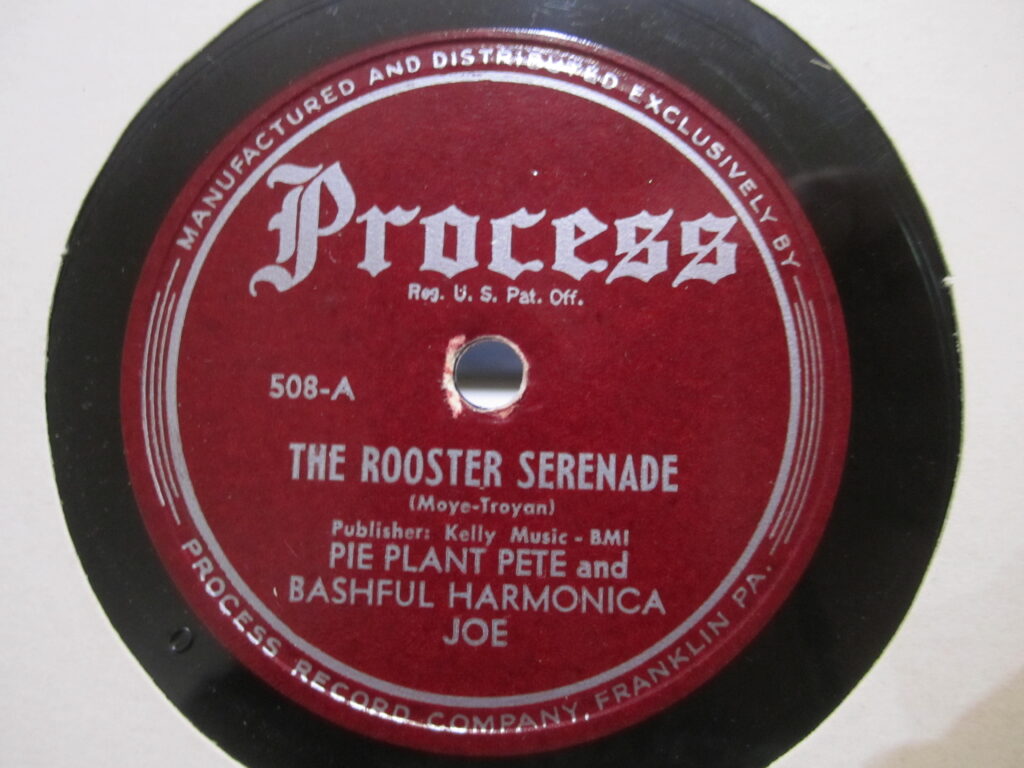 MANUFACTURED AND DISTRIBUTED EXCLUSIVELY BY
Process
Reg. U. S. Pat. Off.
508-A
THE ROOSTER SERENADE
(Moye-Troyan)
Publisher: Kelly Music - BMI
PIE PLANT PETE and
BASHFUL HARMONICA
JOE
PROCESS RECORD COMPANY, FRANKLIN PA.